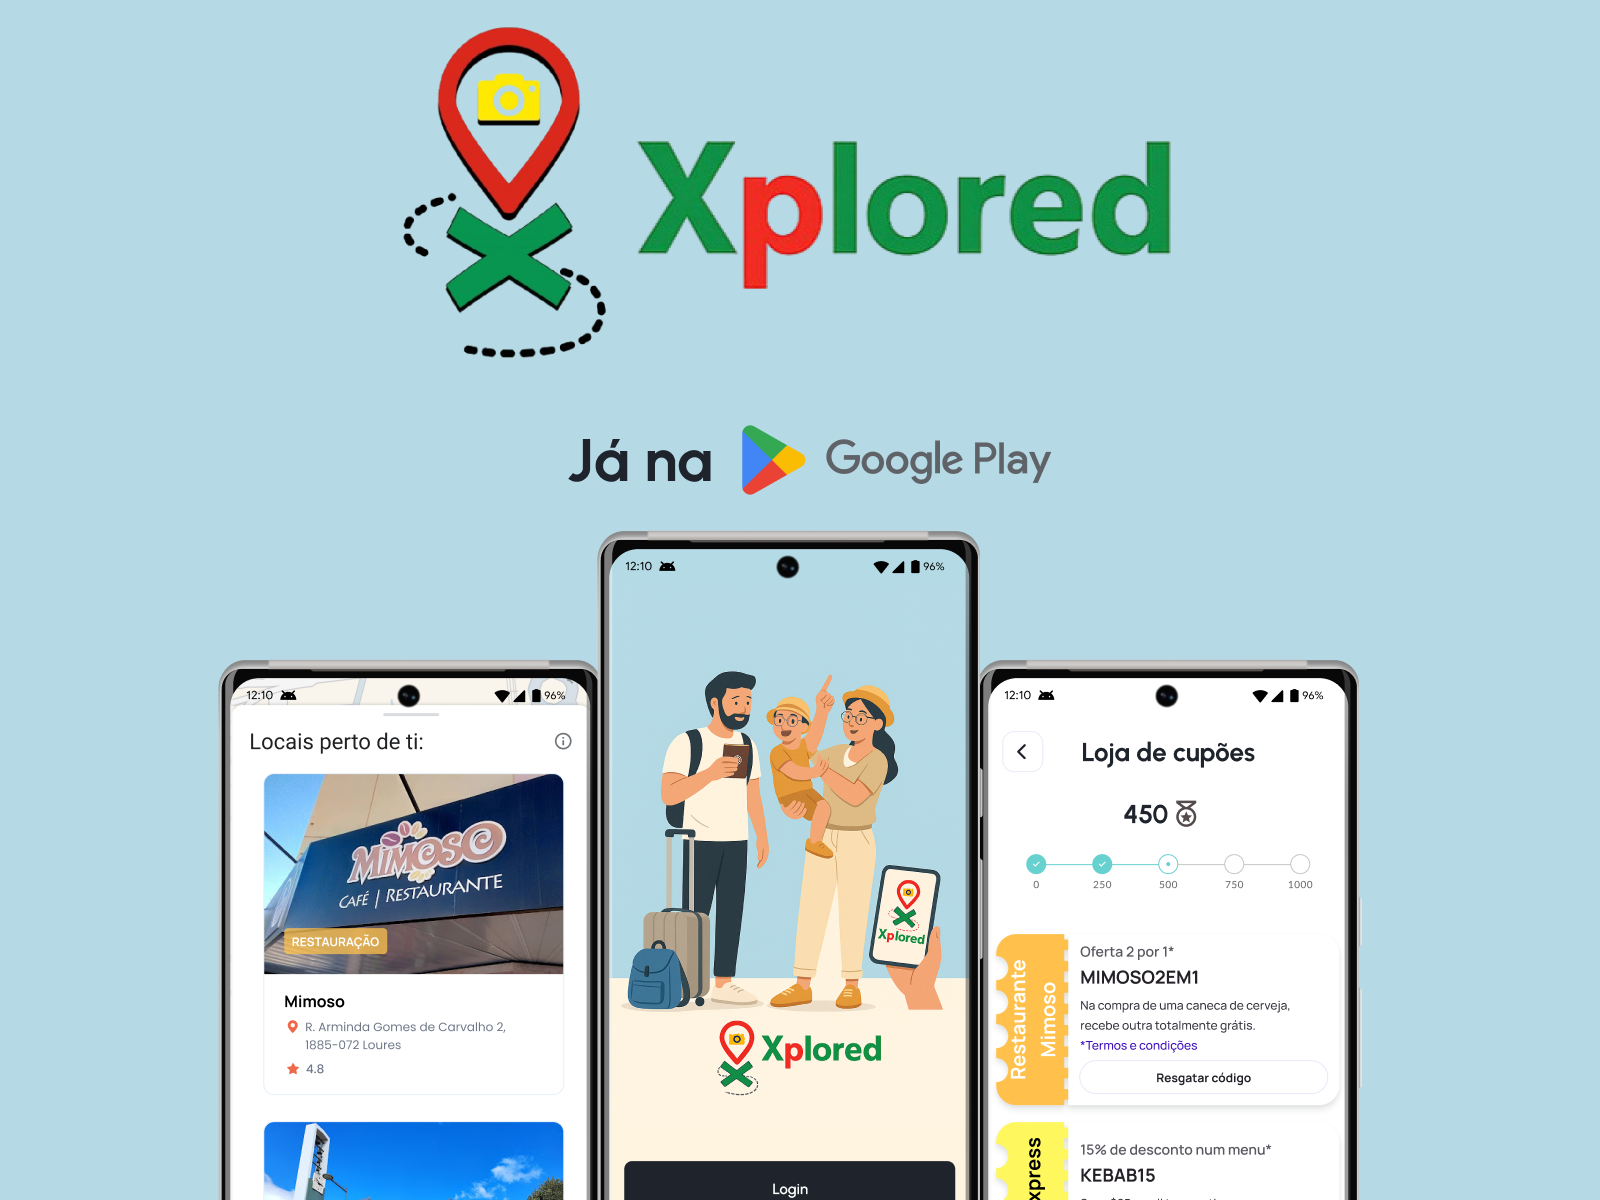 Xplored
Já na Google Play
12:10 96%
Locais perto de ti:
MIMOSO
CAFÉ | RESTAURANTE
RESTAURAÇÃO
Mimoso
R. Arminda Gomes de Carvalho 2,
1885-072 Loures
4.8
12:10 96%
Xplored
Xplored
Login
12:10 96%
Loja de cupões
450
0 250 500 750 1000
Restaurante
Mimoso
Oferta 2 por 1*
MIMOSO2EM1
Na compra de uma caneca de cerveja,
recebe outra totalmente grátis.
*Termos e condições
Resgatar código
15% de desconto num menu*
KEBAB15